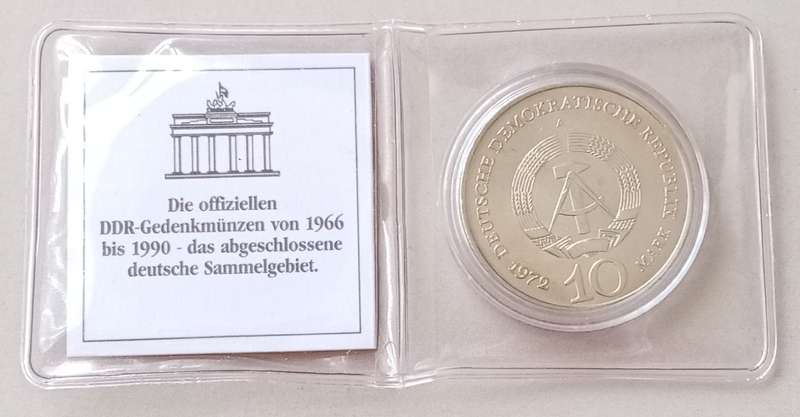 Die offiziellen
DDR-Gedenkmünzen von 1966
bis 1990 - das abgeschlossene
deutsche Sammelgebiet.
A
DEUTSCHE DEMOKRATISCHE REPUBLIK
1972
10
MARK